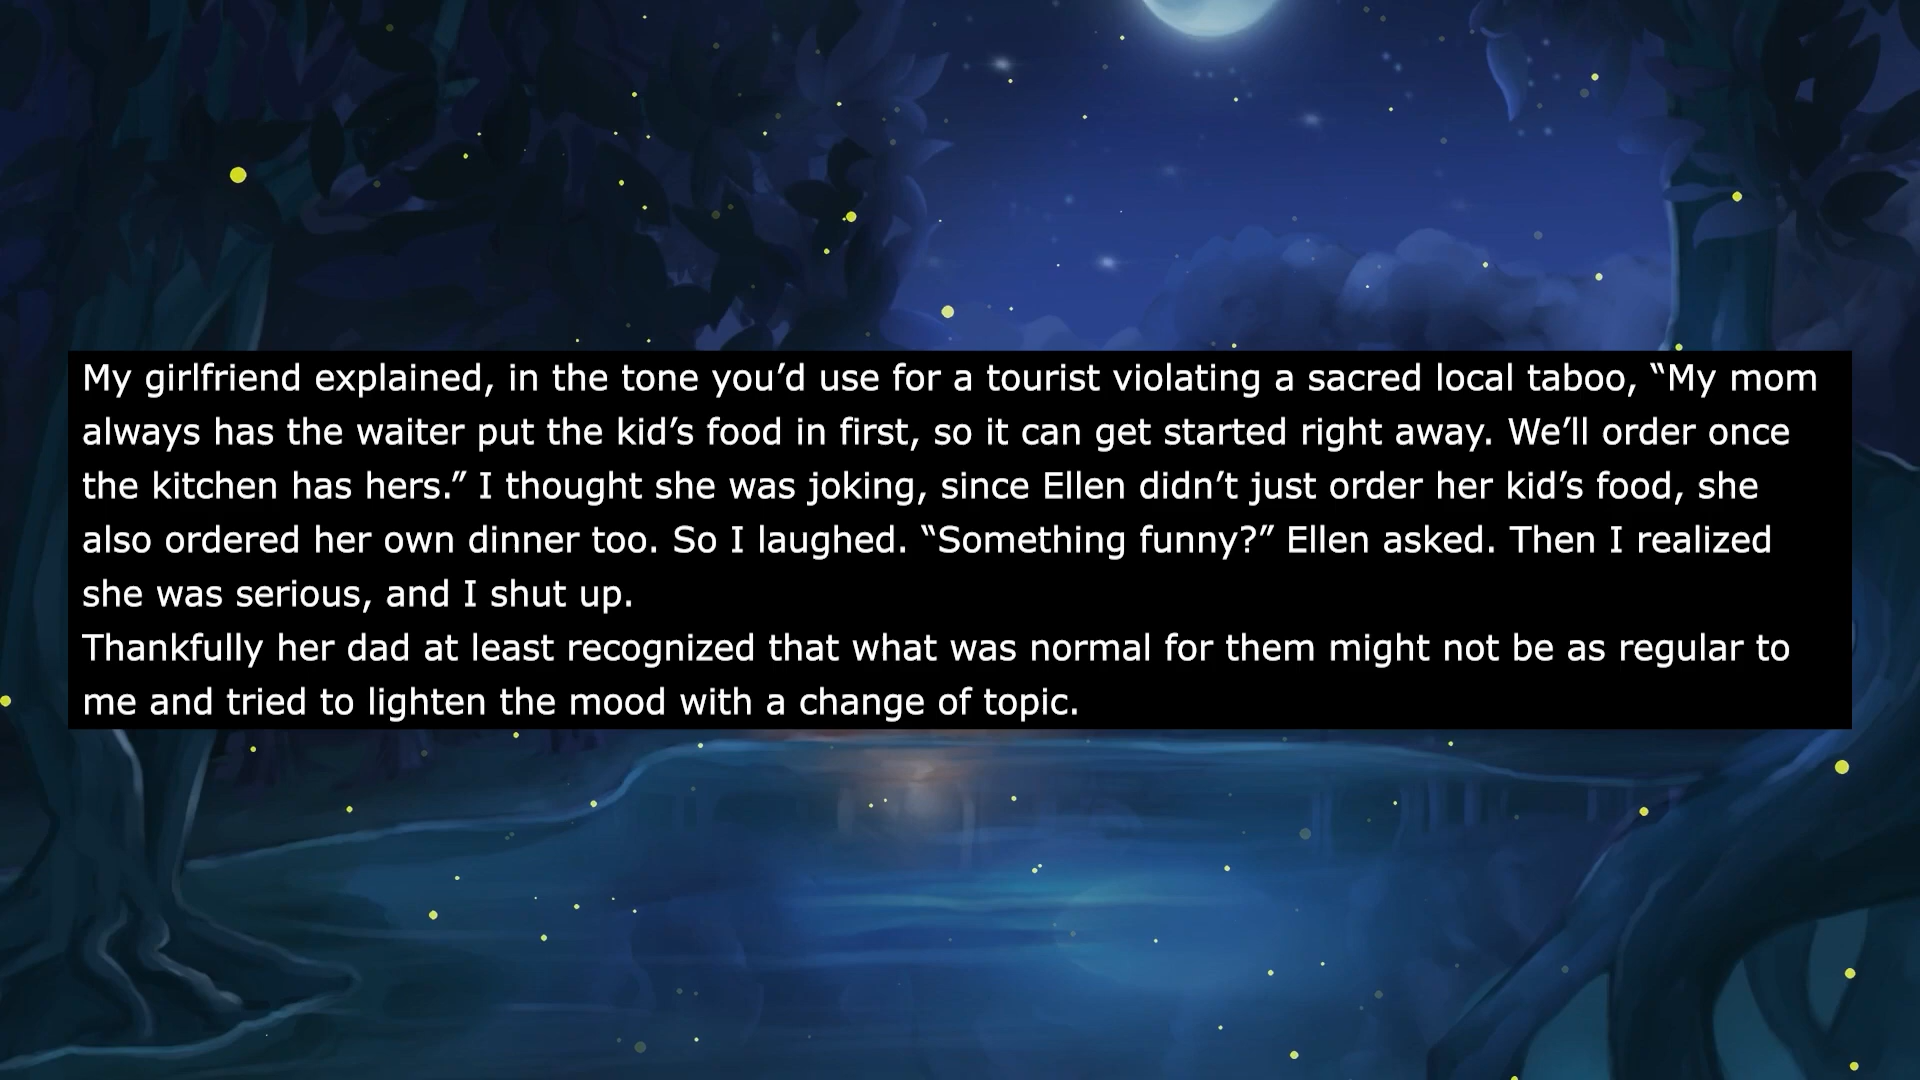 My girlfriend explained, in the tone you’d use for a tourist violating a sacred local taboo, “My mom
always has the waiter put the kid’s food in first, so it can get started right away. We’ll order once
the kitchen has hers.” I thought she was joking, since Ellen didn’t just order her kid’s food, she
also ordered her own dinner too. So I laughed. “Something funny?” Ellen asked. Then I realized
she was serious, and I shut up.
Thankfully her dad at least recognized that what was normal for them might not be as regular to
me and tried to lighten the mood with a change of topic.